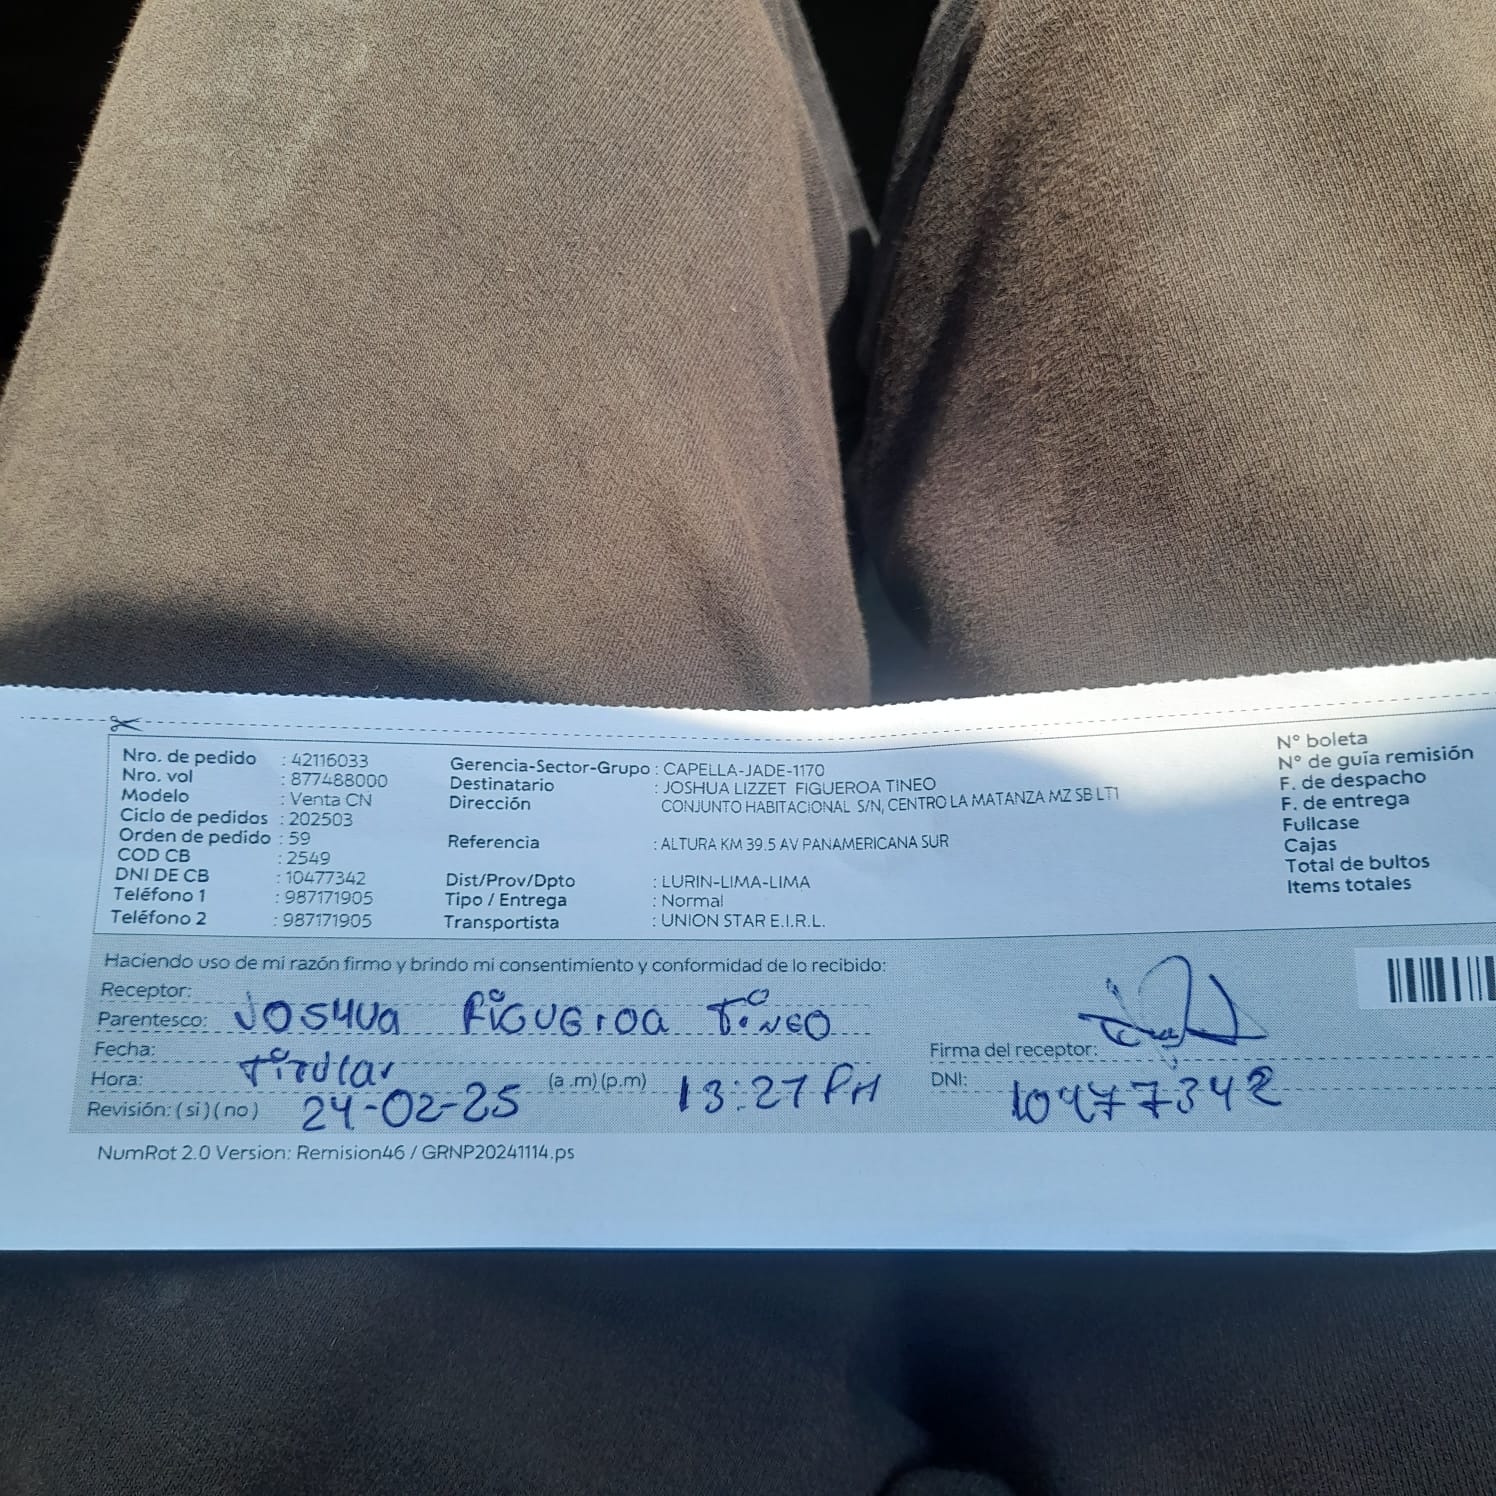 Nro. de pedido : 42116033
Nro. vol : 877488000
Modelo : Venta CN
Ciclo de pedidos : 202503
Orden de pedido : 59
COD CB : 2549
DNI DE CB : 10477342
Teléfono 1 : 987171905
Teléfono 2 : 987171905
Gerencia-Sector-Grupo : CAPELLA-JADE-1170
Destinatario : JOSHUA LIZZET FIGUEROA TINEO
Dirección CONJUNTO HABITACIONAL S/N, CENTRO LA MATANZA MZ SB LT1
Referencia : ALTURA KM 39.5 AV PANAMERICANA SUR
Dist/Prov/Dpto : LURIN-LIMA-LIMA
Tipo / Entrega : Normal
Transportista : UNION STAR E.I.R.L.
N° boleta
N° de guía remisión
F. de despacho
F. de entrega
Fullcase
Cajas
Total de bultos
Items totales
Haciendo uso de mi razón firmo y brindo mi consentimiento y conformidad de lo recibido:
Receptor: JOSHUA FIGUEROA TINEO
Parentesco: Titular
Fecha: 24-02-25
Hora: (a .m) (p.m) 13:27 PM
Revisión: ( si ) ( no )
Firma del receptor:
DNI: 10477342
NumRot 2.0 Version: Remision46 / GRNP20241114.ps